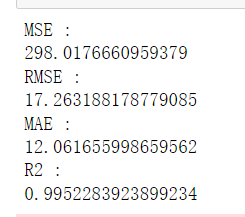 MSE :
298.0176660959379
RMSE :
17.263188178779085
MAE :
12.061655998659562
R2 :
0.9952283923899234